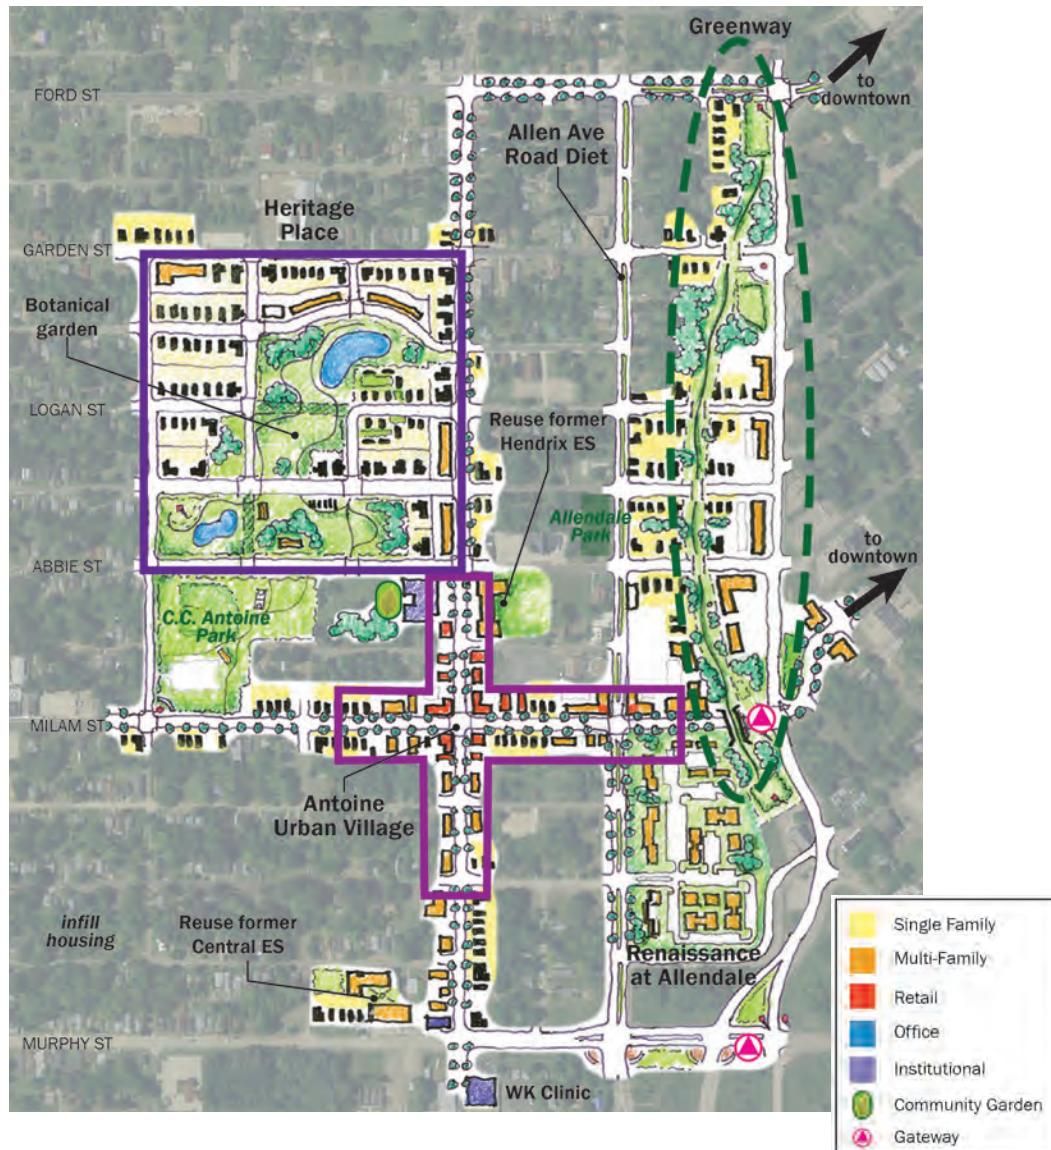 Greenway
to
downtown
FORD ST
Allen Ave
Road Diet
Heritage
Place
GARDEN ST
Botanical
garden
LOGAN ST
Reuse former
Hendrix ES
Allendale
Park
to
downtown
ABBIE ST
C.C. Antoine
Park
MILAM ST
Antoine
Urban Village
infill
housing
Reuse former
Central ES
Renaissance
at Allendale
MURPHY ST
WK Clinic
Single Family
Multi-Family
Retail
Office
Institutional
Community Garden
Gateway